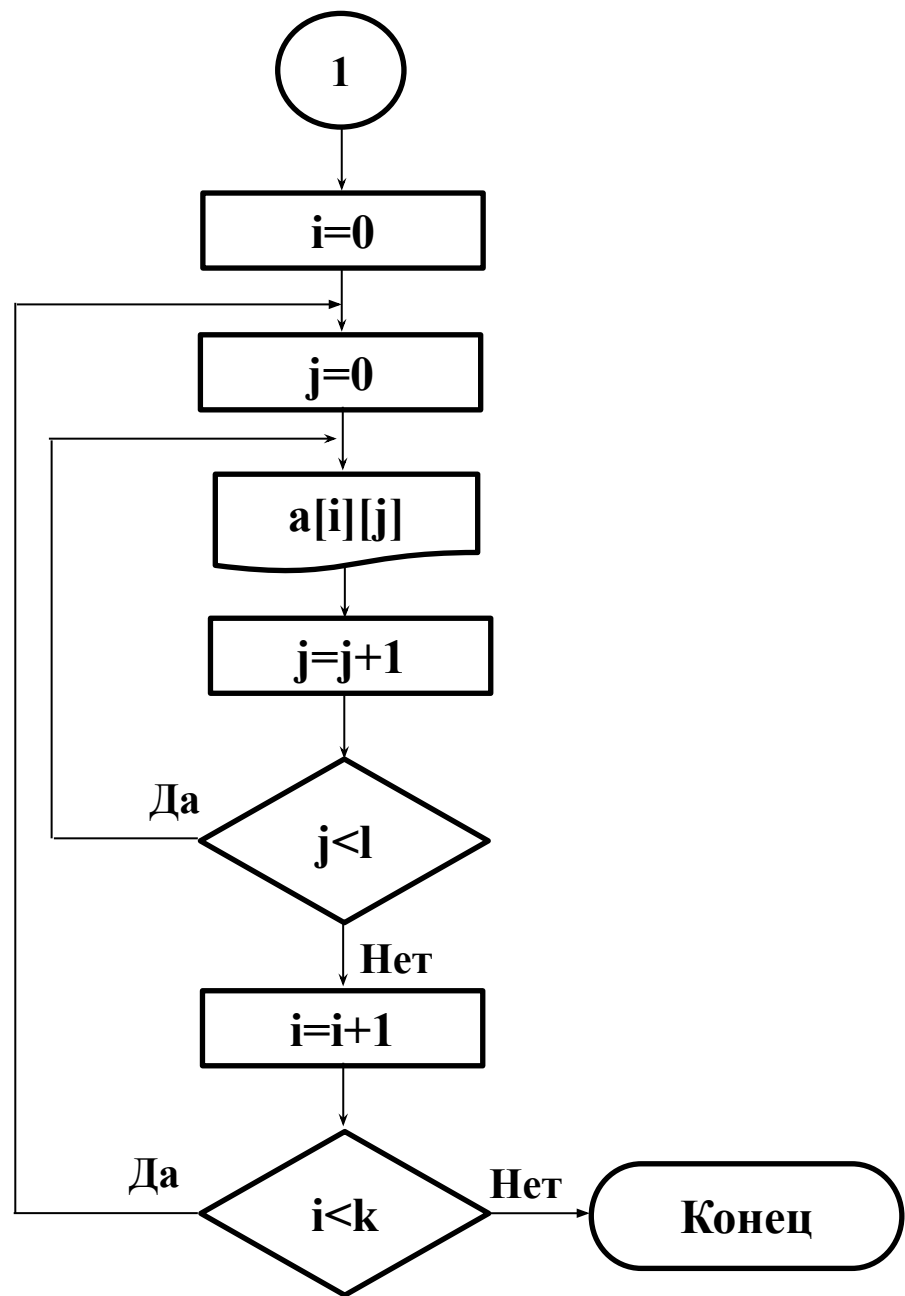 1
i=0
j=0
a[i][j]
j=j+1
Да
j<l
Нет
i=i+1
Да
i<k
Нет
Конец